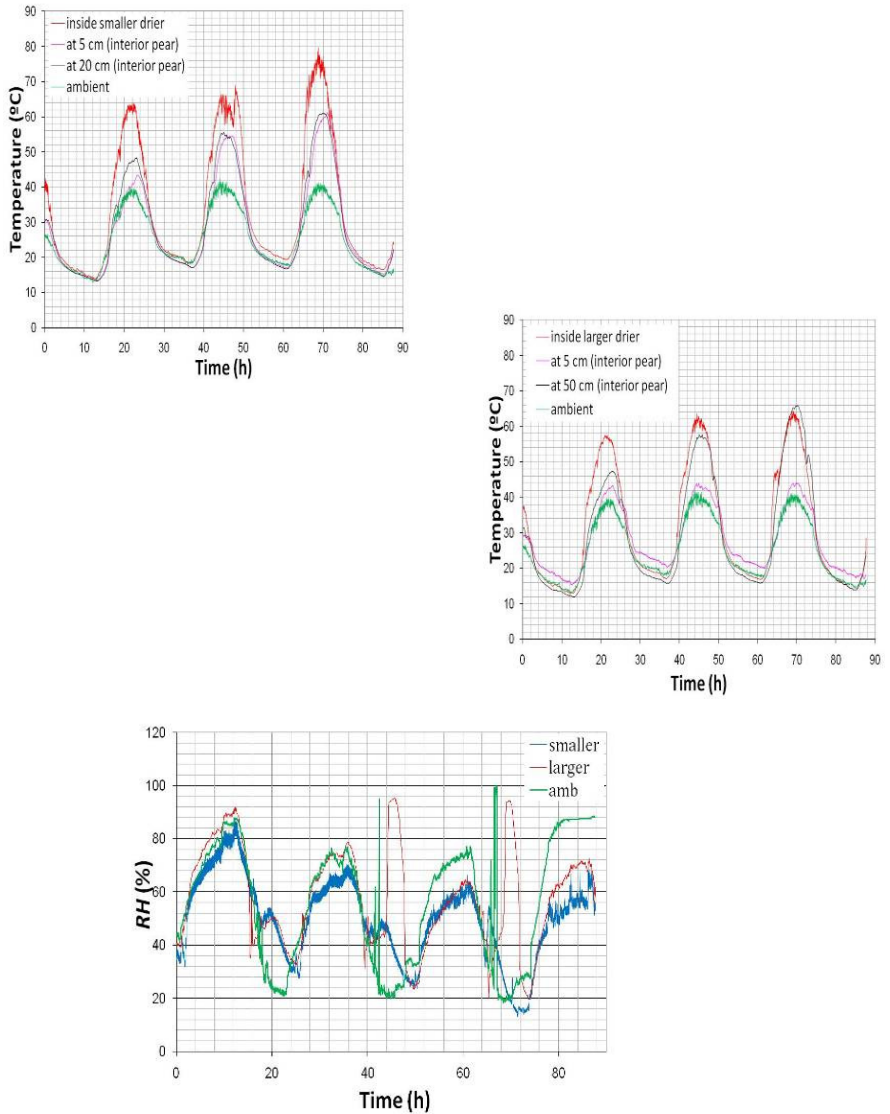 inside smaller drier
at 5 cm (interior pear)
at 20 cm (interior pear)
ambient
Temperature (ºC)
90
80
70
60
50
40
30
20
10
0
0 10 20 30 40 50 60 70 80 90
Time (h)
inside larger drier
at 5 cm (interior pear)
at 50 cm (interior pear)
ambient
Temperature (ºC)
90
80
70
60
50
40
30
20
10
0
0 10 20 30 40 50 60 70 80 90
Time (h)
smaller
larger
amb
RH (%)
120
100
80
60
40
20
0
0 20 40 60 80
Time (h)